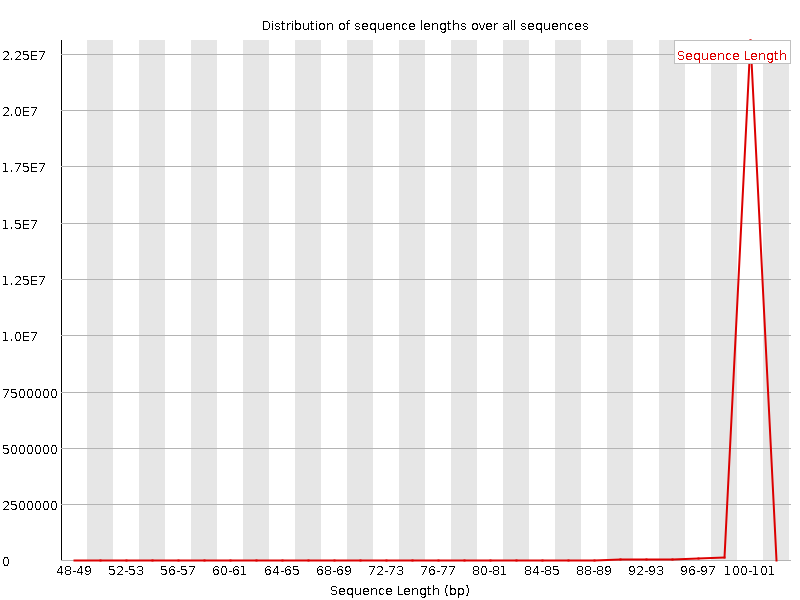 Distribution of sequence lengths over all sequences
Sequence Length
2.25E7
2.0E7
1.75E7
1.5E7
1.25E7
1.0E7
7500000
5000000
2500000
0
48-49 52-53 56-57 60-61 64-65 68-69 72-73 76-77 80-81 84-85 88-89 92-93 96-97 100-101
Sequence Length (bp)